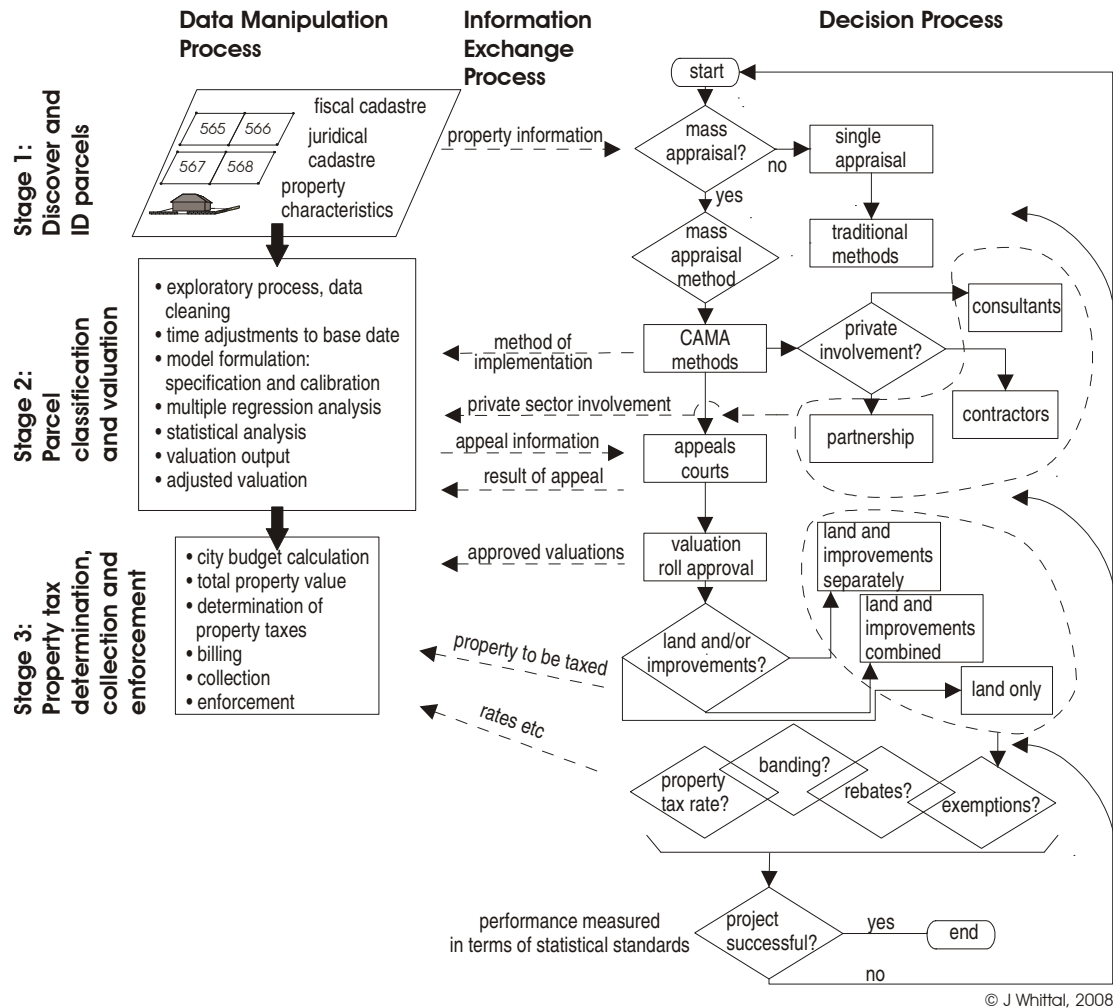 Data Manipulation
Process
Information
Exchange
Process
Decision Process
Stage 1:
Discover and
ID parcels
fiscal cadastre
565
566
juridical
cadastre
567
568
property
characteristics
property information
start
mass
appraisal?
no
single
appraisal
yes
mass
appraisal
method
traditional
methods
Stage 2:
Parcel
classification
and valuation
• exploratory process, data
cleaning
• time adjustments to base date
• model formulation:
specification and calibration
• multiple regression analysis
• statistical analysis
• valuation output
• adjusted valuation
method of
implementation
private sector involvement
appeal information
result of appeal
CAMA
methods
private
involvement?
consultants
contractors
partnership
appeals
courts
Stage 3:
Property tax
determination,
collection and
enforcement
• city budget calculation
• total property value
• determination of
property taxes
• billing
• collection
• enforcement
approved valuations
property to be taxed
rates etc
valuation
roll approval
land and/or
improvements?
land and
improvements
separately
land and
improvements
combined
land only
property
tax rate?
banding?
rebates?
exemptions?
performance measured
in terms of statistical standards
project
successful?
yes
end
no
© J Whittal, 2008